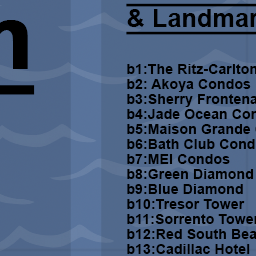 & Landmar
b1:The Ritz-Carlton
b2: Akoya Condos
b3:Sherry Frontena
b4:Jade Ocean Con
b5:Maison Grande
b6:Bath Club Cond
b7:MEI Condos
b8:Green Diamond
b9:Blue Diamond
b10:Tresor Tower
b11:Sorrento Tower
b12:Red South Bea
b13:Cadillac Hotel